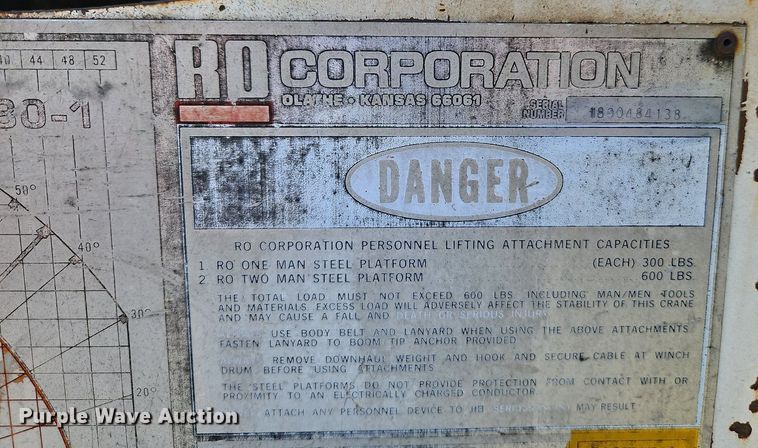 40 44 48 52
RO CORPORATION
OLATHE • KANSAS 66061
SERIAL
NUMBER
30-1
DANGER
50°
RO CORPORATION PERSONNEL LIFTING ATTACHMENT CAPACITIES
40°
1. RO ONE MAN STEEL PLATFORM (EACH) 300 LBS.
2. RO TWO MAN STEEL PLATFORM 600 LBS.
THE TOTAL LOAD MUST NOT EXCEED 600 LBS. INCLUDING MAN/MEN TOOLS
AND MATERIALS. EXCESS LOAD WILL ADVERSELY AFFECT THE STABILITY OF THIS CRANE
AND MAY CAUSE A FALL AND DEATH OR SERIOUS INJURY.
30°
USE BODY BELT AND LANYARD WHEN USING THE ABOVE ATTACHMENTS
FASTEN LANYARD TO BOOM TIP ANCHOR PROVIDED
REMOVE DOWNHAUL WEIGHT AND HOOK AND SECURE CABLE AT WINCH
DRUM BEFORE USING ATTACHMENTS
THE STEEL PLATFORMS DO NOT PROVIDE PROTECTION FROM CONTACT WITH OR
PROXIMITY TO AN ELECTRICALLY CHARGED CONDUCTOR.
20°
ATTACH ANY PERSONNEL DEVICE TO JIB MAY RESULT
Purple Wave Auction